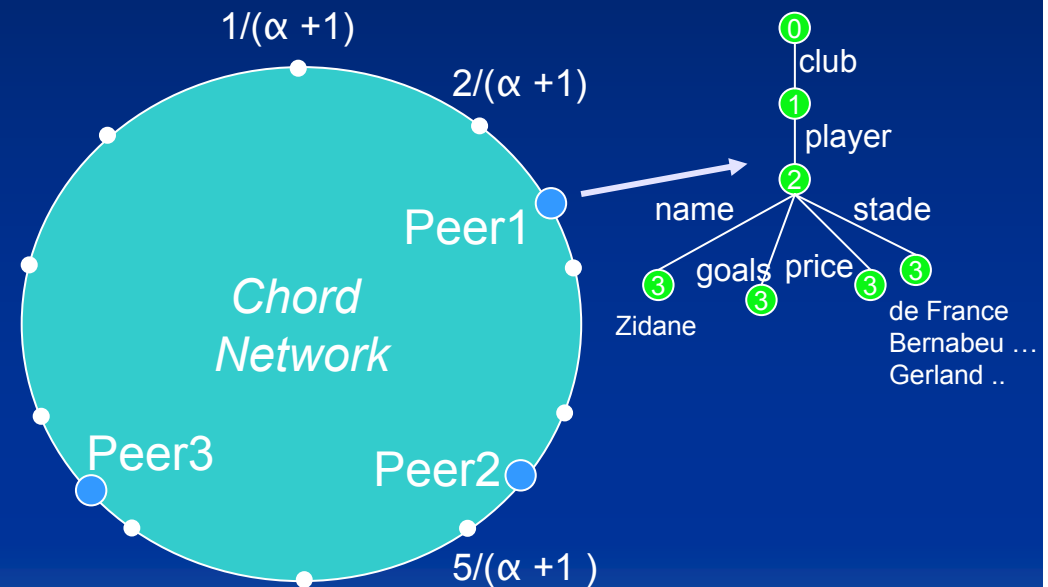 1/(α +1)
2/(α +1)
Peer1
Chord
Network
Peer3
Peer2
5/(α +1 )
0
club
1
player
2
name
stade
goals
price
3
3
3
3
Zidane
de France
Bernabeu …
Gerland ..